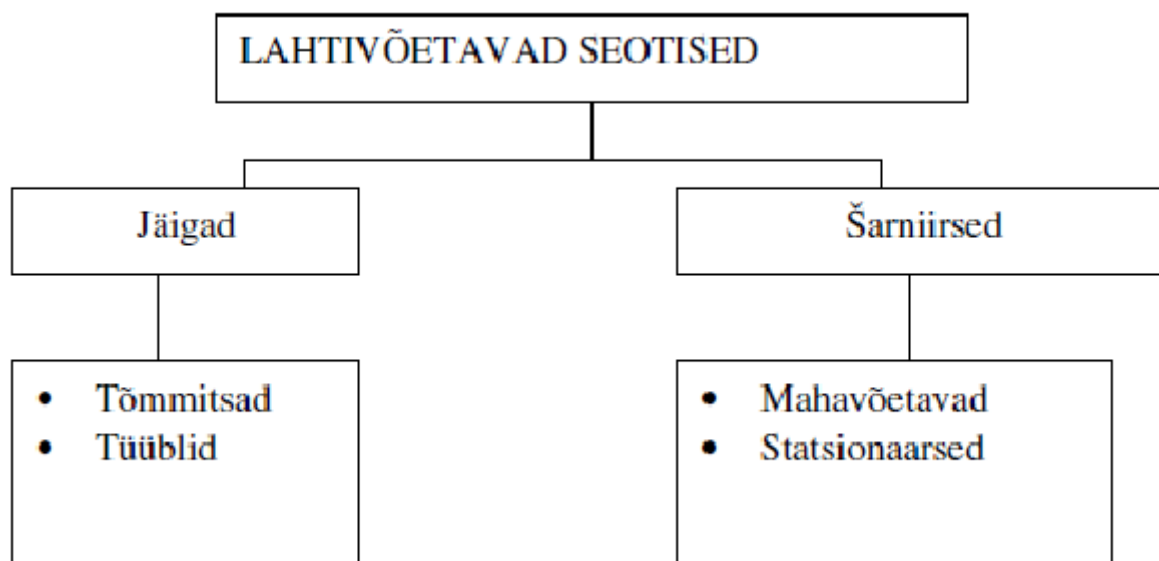 LAHTIVÕETAVAD SEOTISED
Jäigad
Šarniirsed
• Tõmmitsad
• Tüüblid
• Mahavõetavad
• Statsionaarsed